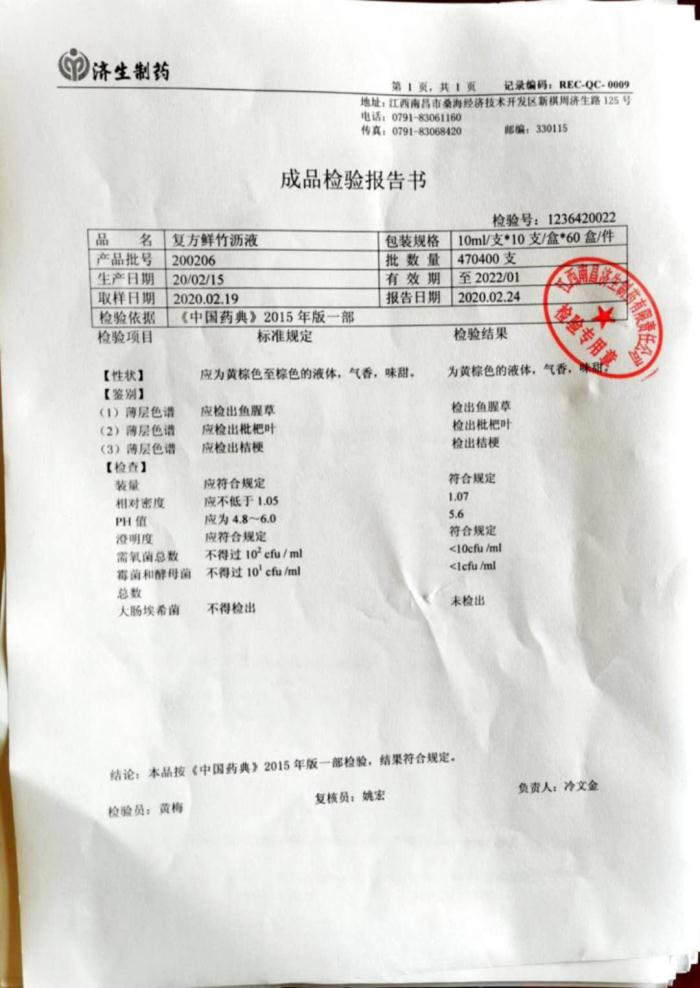 济生制药
第 1 页，共 1 页 记录编码：REC-QC- 0009
地址：江西南昌市桑海经济技术开发区新祺周济生路 125 号
电话：0791-83061160
传真：0791-83068420 邮编：330115
成品检验报告书
检验号：1236420022
品 名 复方鲜竹沥液 包装规格 10ml/支*10 支/盒*60 盒/件
产品批号 200206 批 数 量 470400 支
生产日期 20/02/15 有 效 期 至 2022/01
取样日期 2020.02.19 报告日期 2020.02.24
检验依据 《中国药典》2015 年版一部
江西南昌济生制药有限责任公司
检验专用章
检验项目 标准规定 检验结果
【性状】 应为黄棕色至棕色的液体，气香，味甜。 为黄棕色的液体，气香，味甜。
【鉴别】
（1）薄层色谱 应检出鱼腥草 检出鱼腥草
（2）薄层色谱 应检出枇杷叶 检出枇杷叶
（3）薄层色谱 应检出桔梗 检出桔梗
【检查】
装量 应符合规定 符合规定
相对密度 应不低于 1.05 1.07
PH 值 应为 4.8～6.0 5.6
澄明度 应符合规定 符合规定
需氧菌总数 不得过 10² cfu /ml <10cfu /ml
霉菌和酵母菌 不得过 10¹ cfu /ml <1cfu /ml
总数
大肠埃希菌 不得检出 未检出
结论：本品按《中国药典》2015 年版一部检验，结果符合规定。
检验员：黄梅 复核员：姚宏 负责人：冷文金